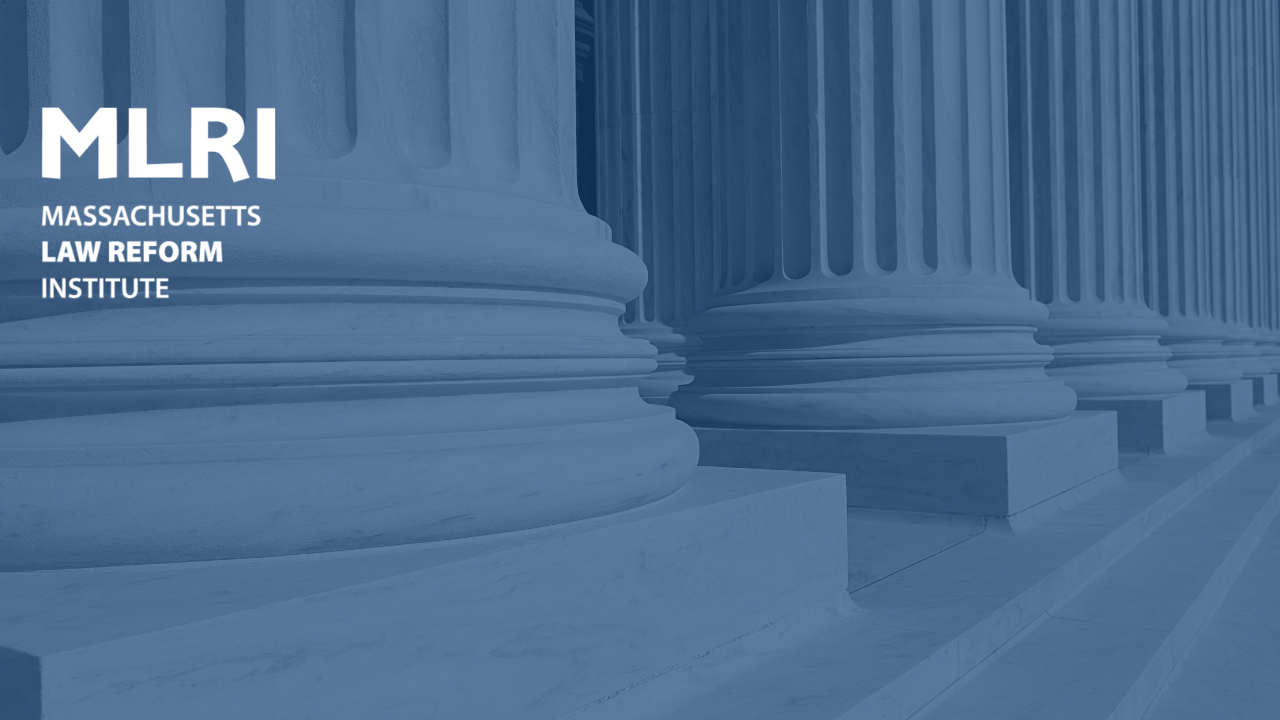 MLRI
MASSACHUSETTS
LAW REFORM
INSTITUTE